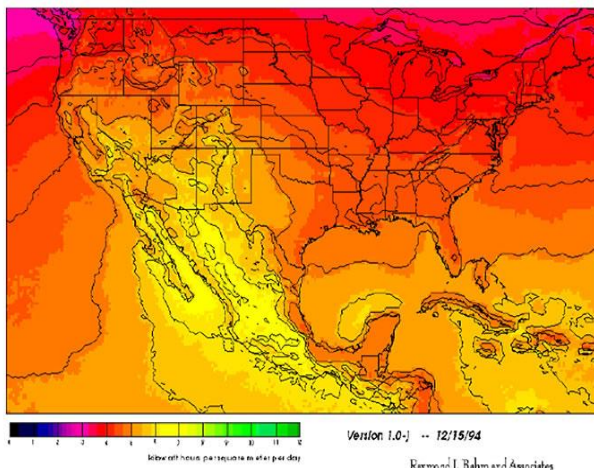 0 1 2 3 4 5 6 7 8 9 10 11 12
kilowatt hours per square meter per day
Version 1.0-J -- 12/15/94
Raymond J. Bahm and Associates